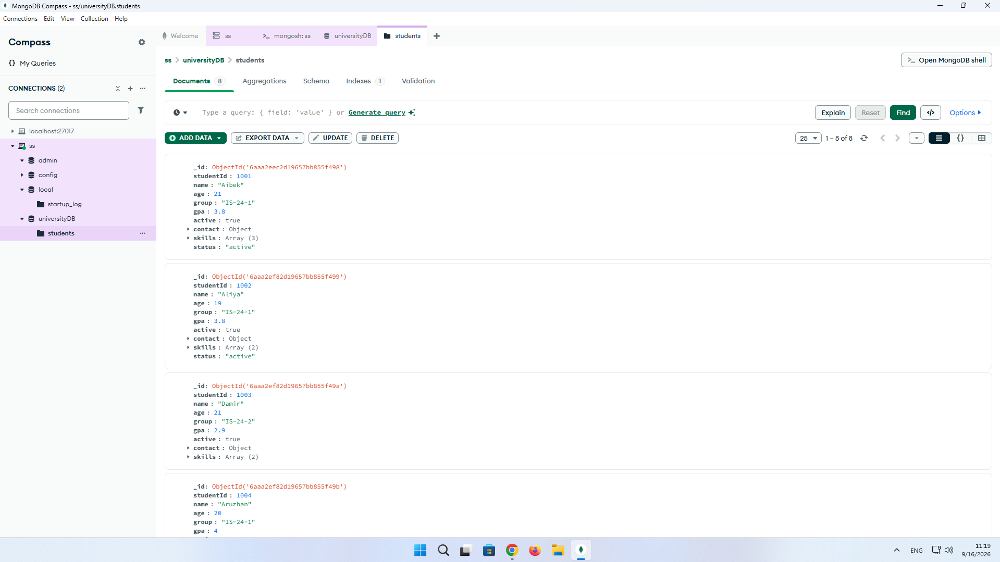 MongoDB Compass - ss/universityDB.students
Connections Edit View Collection Help
Compass
My Queries
CONNECTIONS (2)
Search connections
localhost:27017
ss
admin
config
local
startup_log
universityDB
students
Welcome ss mongosh: ss universityDB students
ss > universityDB > students
Open MongoDB shell
Documents 8 Aggregations Schema Indexes 1 Validation
Type a query: { field: 'value' } or Generate query
Explain Reset Find </> Options
ADD DATA EXPORT DATA UPDATE DELETE
25 1 – 8 of 8 {}
_id: ObjectId('6aaa2eec2d19657bb855f498')
studentId : 1001
name : "Aibek"
age : 21
group : "IS-24-1"
gpa : 3.8
active : true
contact : Object
skills : Array (3)
status : "active"
_id: ObjectId('6aaa2ef82d19657bb855f499')
studentId : 1002
name : "Aliya"
age : 19
group : "IS-24-1"
gpa : 3.8
active : true
contact : Object
skills : Array (2)
status : "active"
_id: ObjectId('6aaa2ef82d19657bb855f49a')
studentId : 1003
name : "Damir"
age : 21
group : "IS-24-2"
gpa : 2.9
active : true
contact : Object
skills : Array (2)
_id: ObjectId('6aaa2ef82d19657bb855f49b')
studentId : 1004
name : "Aruzhan"
age : 20
group : "IS-24-1"
gpa : 4
ENG
11:19
9/16/2026